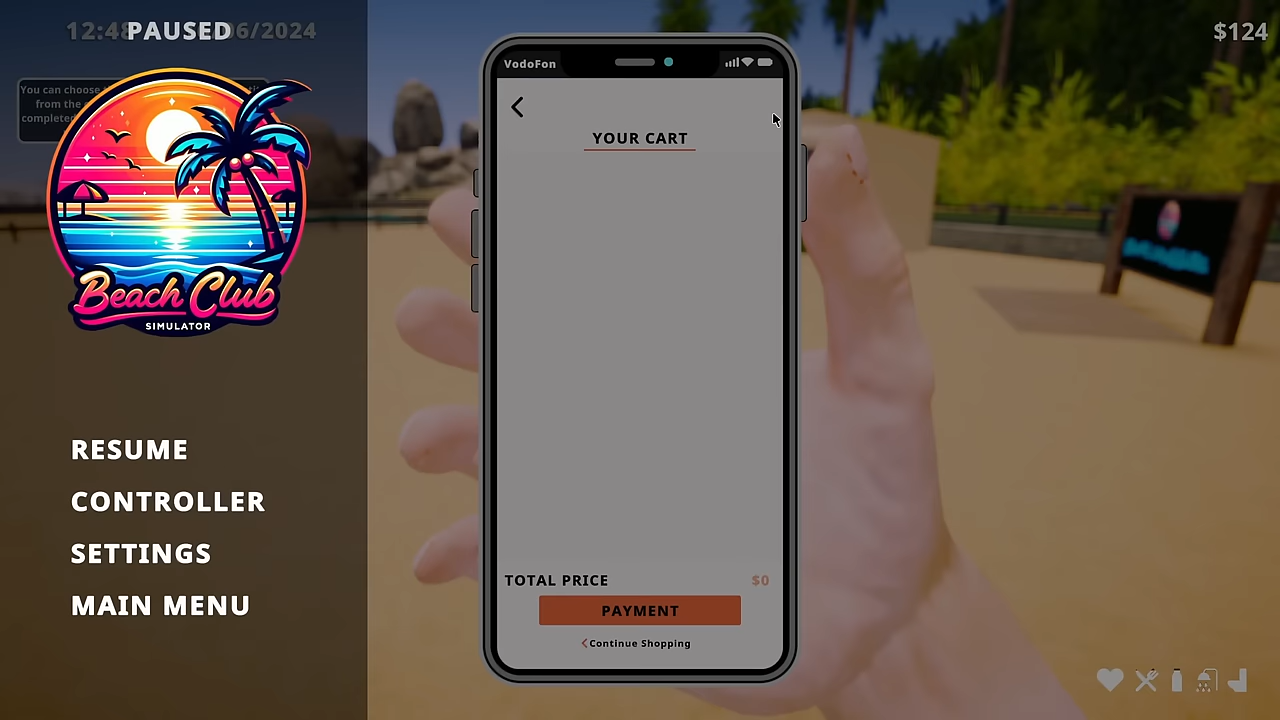 PAUSED
12:48
06/2024
$124
You can choose
from the
completed
Beach Club
SIMULATOR
RESUME
CONTROLLER
SETTINGS
MAIN MENU
VodoFon
YOUR CART
TOTAL PRICE
$0
PAYMENT
Continue Shopping